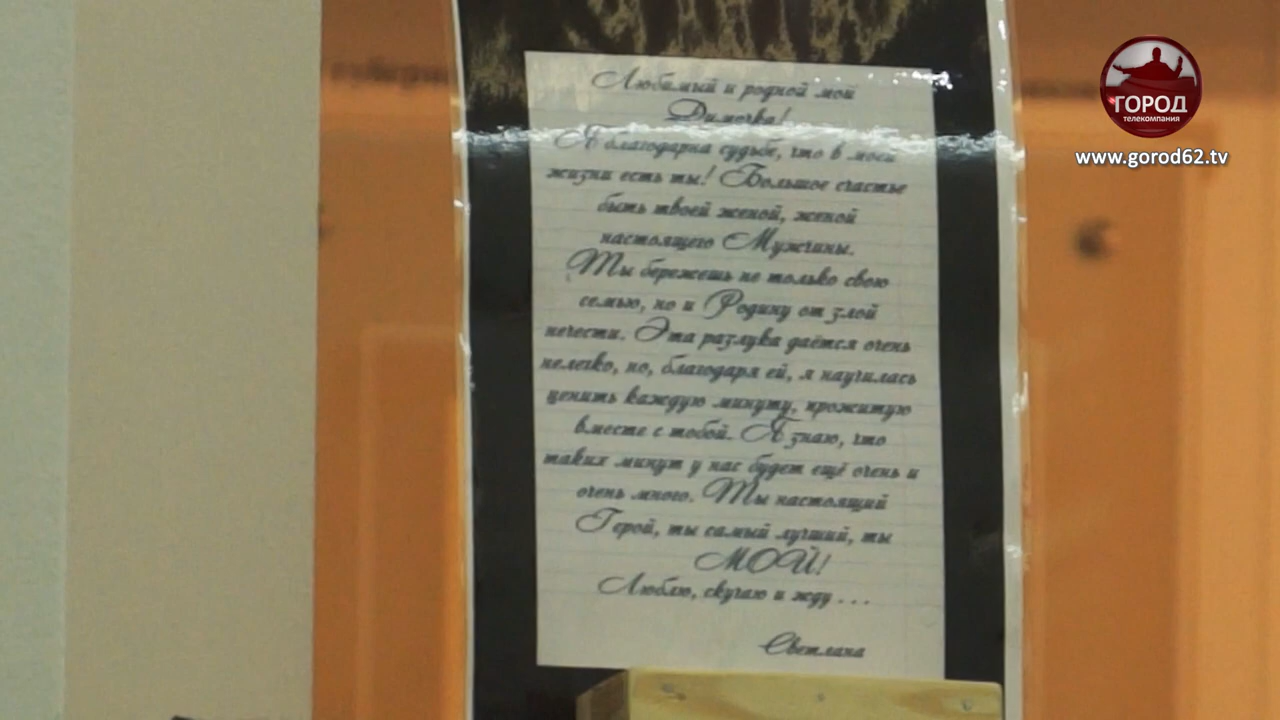 Любимый и родной мой
Димочка!
Я благодарна судьбе, что в моей
жизни есть ты! Большое счастье
быть твоей женой, женой
настоящего Мужчины.
Ты бережешь не только свою
семью, но и Родину от злой
нечести. Эта разлука даётся очень
нелегко, но, благодаря ей, я научилась
ценить каждую минуту, прожитую
вместе с тобой. Я знаю, что
таких минут у нас будет ещё очень и
очень много. Ты настоящий
Герой, ты самый лучший, ты
МОЙ!
Люблю, скучаю и жду . . .
Светлана
ГОРОД
телекомпания
www.gorod62.tv